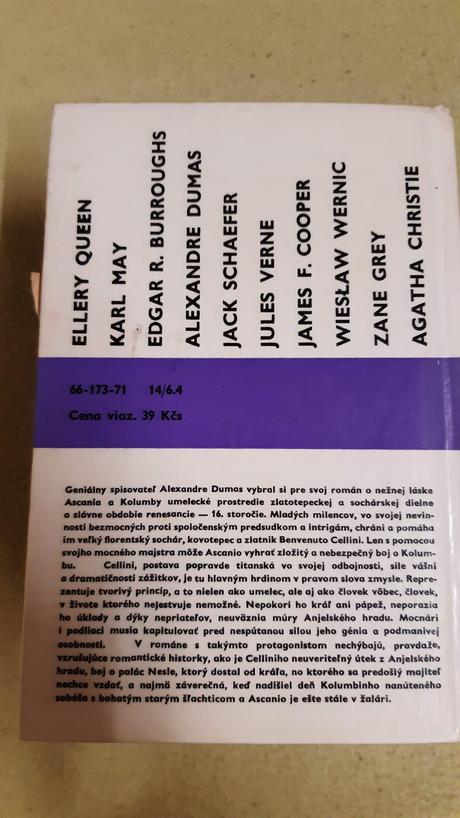 ELLERY QUEEN
KARL MAY
EDGAR R. BURROUGHS
ALEXANDRE DUMAS
JACK SCHAEFER
JULES VERNE
JAMES F. COOPER
WIESŁAW WERNIC
ZANE GREY
AGATHA CHRISTIE
66-173-71 14/6.4
Cena viaz. 39 Kčs
Geniálny spisovateľ Alexandre Dumas vybral si pre svoj román o nežnej láske
Ascania a Kolumby umelecké prostredie zlatotepeckej a sochárskej dielne
a slávne obdobie renesancie — 16. storočie. Mladých milencov, vo svojej nevin-
nosti bezmocných proti spoločenským predsudkom a intrigám, chráni a pomáha
im veľký florentský sochár, kovotepec a zlatník Benvenuto Cellini. Len s pomocou
svojho mocného majstra môže Ascanio vyhrať zložitý a nebezpečný boj o Kolum-
bu. Cellini, postava popravde titanská vo svojej odbojnosti, sile vášní
a dramatičnosti zážitkov, je tu hlavným hrdinom v pravom slova zmysle. Repre-
zentuje tvorivý princíp, a to nielen ako umelec, ale aj ako človek vôbec, človek,
v živote ktorého nejestvuje nemožné. Nepokorí ho kráľ ani pápež, neporazia
ho úklady a dýky nepriateľov, neuväznia múry Anjelského hradu. Mocnári
i podliaci musia kapitulovať pred nespútanou silou jeho génia a podmanivej
osobnosti. V románe s takýmto protagonistom nechýbajú, pravdaže,
vzrušujúce romantické historky, ako je Celliniho neuveriteľný útek z Anjelského
hradu, boj o palác Nesle, ktorý dostal od kráľa, no ktorého sa predošlý majiteľ
nechce vzdať, a najmä záverečná, keď nadišiel deň Kolumbinho nanúteného
sobáša s bohatým starým šľachticom a Ascanio je ešte stále v žalári.